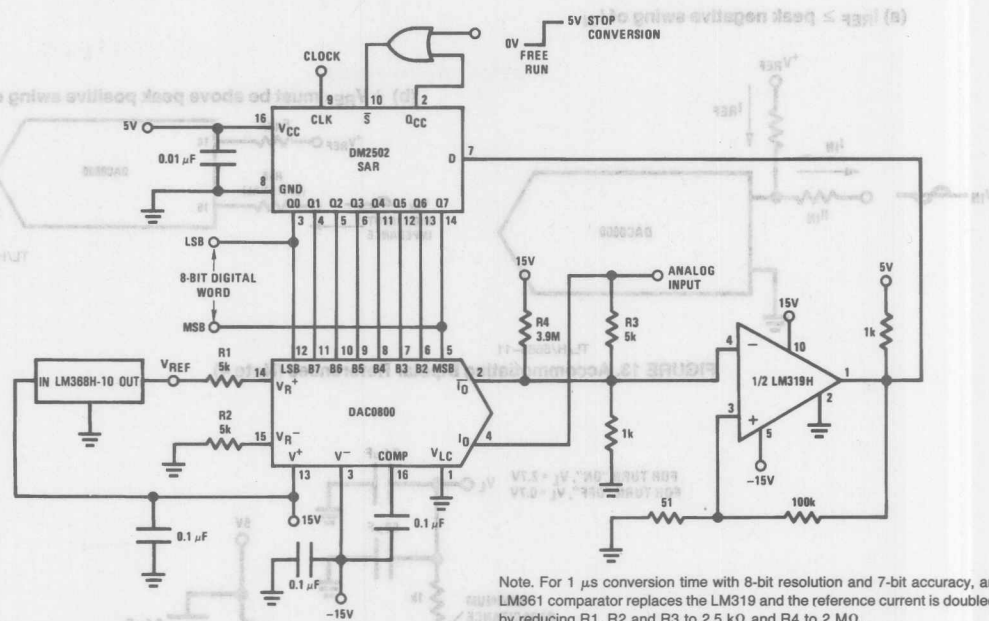 5V STOP
CONVERSION
0V
FREE
RUN
CLOCK
9
10
2
CLK
S̅
QCC
5V
16
VCC
0.01 μF
DM2502
SAR
D
7
8
GND
Q0 Q1 Q2 Q3 Q4 Q5 Q6 Q7
3 4 5 6 11 12 13 14
LSB
8-BIT DIGITAL
WORD
MSB
15V
R4
3.9M
ANALOG
INPUT
R3
5k
5V
1k
15V
12 11 10 9 8 7 6 5
LSB B7 B6 B5 B4 B3 B2 MSB
IN LM368H-10 OUT
VREF
R1
5k
14
VR+
2
I̅O̅
4
10
1/2 LM319H
1
2
3
5
-15V
DAC0800
R2
5k
15
VR−
IO
4
1k
V+
V−
COMP
VLC
13
3
16
1
15V
0.1 μF
0.1 μF
0.1 μF
-15V
51
100k
Note. For 1 μs conversion time with 8-bit resolution and 7-bit accuracy, an
LM361 comparator replaces the LM319 and the reference current is doubled
by reducing R1, R2 and R3 to 2.5 kΩ and R4 to 2 MΩ.